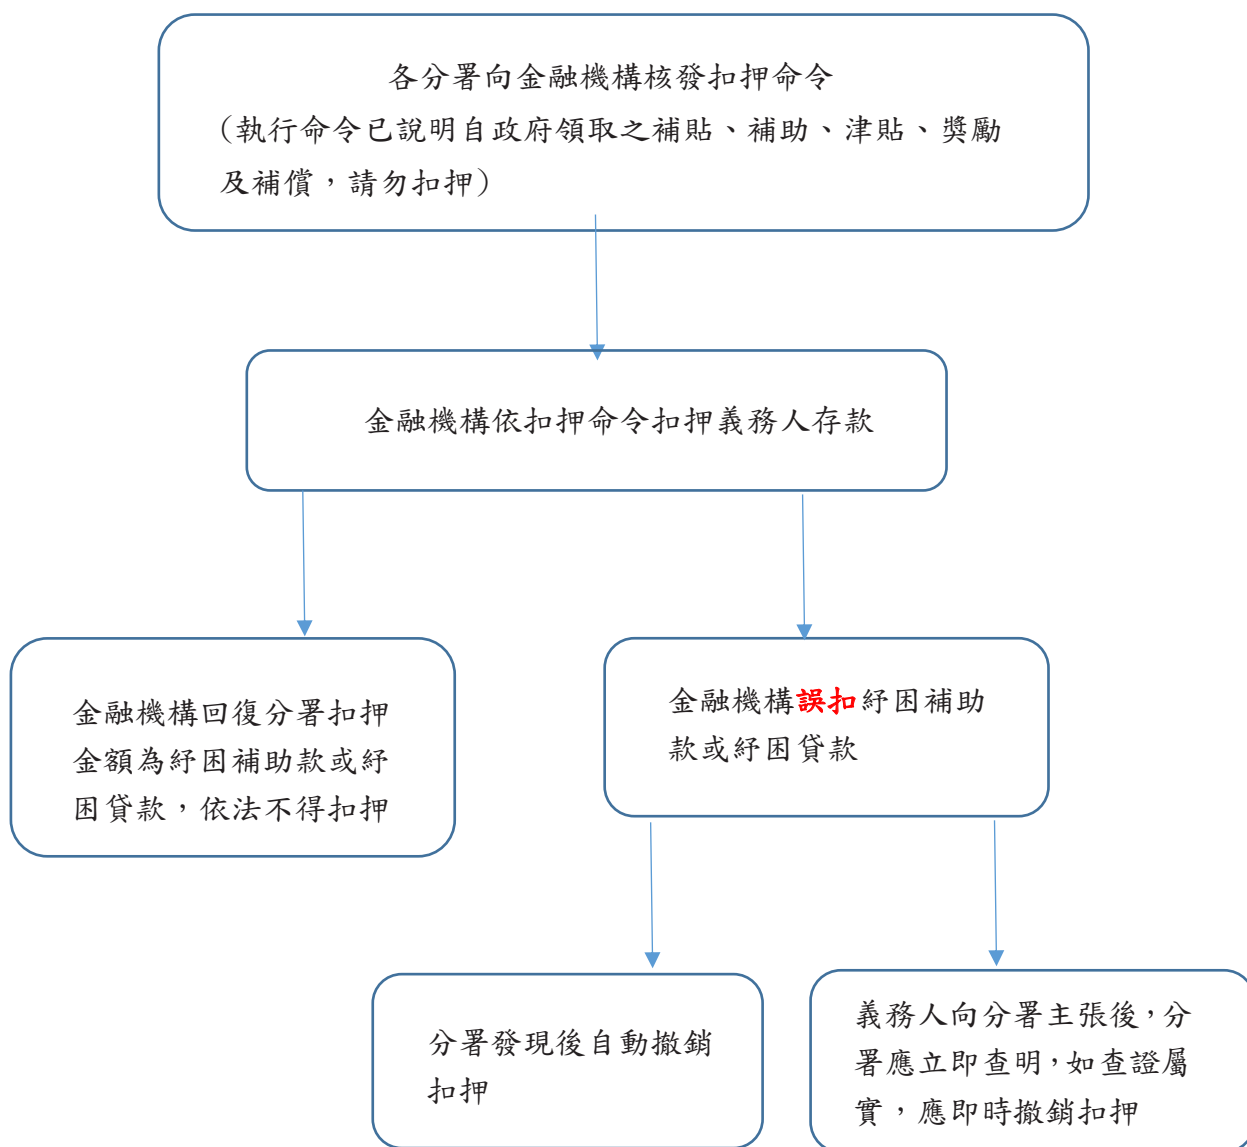 各分署向金融機構核發扣押命令
(執行命令已說明自政府領取之補貼、補助、津貼、獎勵
及補償，請勿扣押)
金融機構依扣押命令扣押義務人存款
金融機構回復分署扣押
金額為紓困補助款或紓
困貸款，依法不得扣押
金融機構誤扣紓困補助
款或紓困貸款
分署發現後自動撤銷
扣押
義務人向分署主張後，分
署應立即查明，如查證屬
實，應即時撤銷扣押